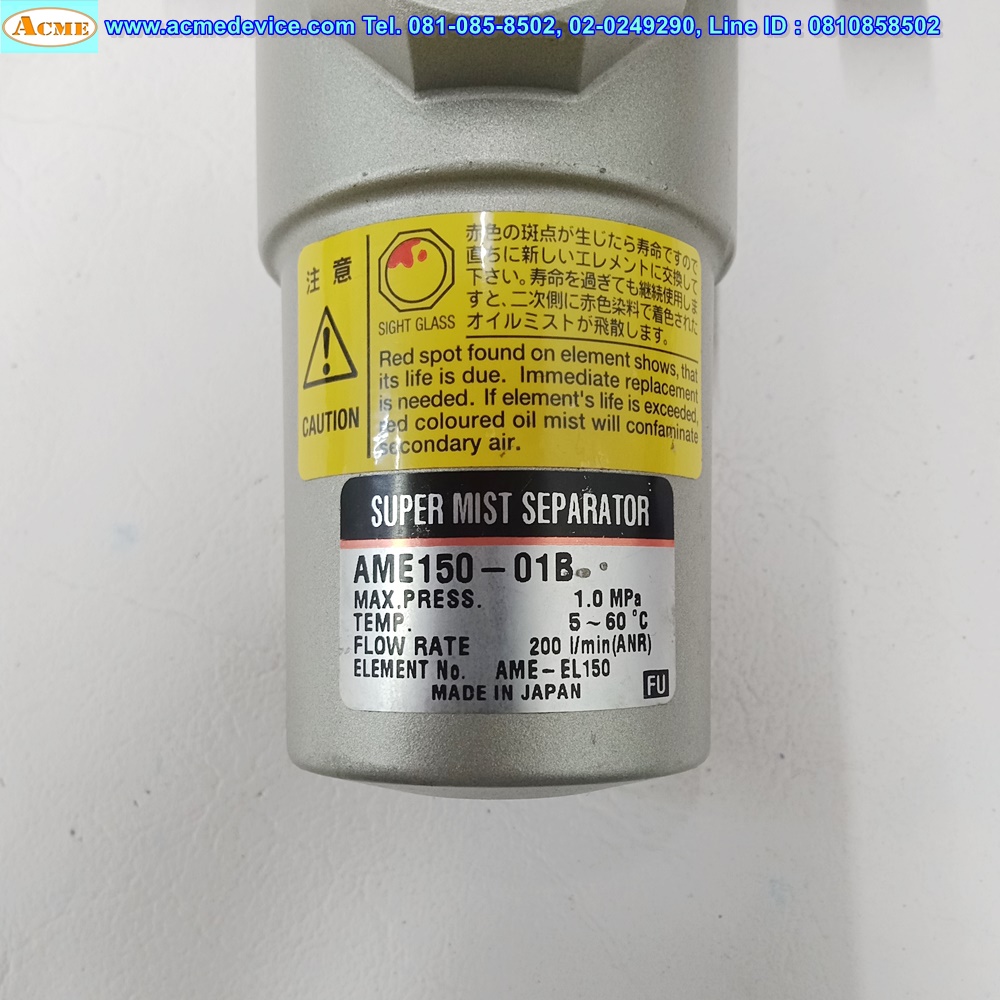 ACME
www.acmedevice.com Tel. 081-085-8502, 02-0249290, Line ID : 0810858502
注意
CAUTION
SIGHT GLASS
赤色の斑点が生じたら寿命ですので
直ちに新しいエレメントに交換して
下さい。寿命を過ぎても継続使用しま
すと、二次側に赤色染料で着色された
オイルミストが飛散します。
Red spot found on element shows, that
its life is due. Immediate replacement
is needed. If element's life is exceeded,
red coloured oil mist will contaminate
secondary air.
SUPER MIST SEPARATOR
AME150-01B
MAX.PRESS. 1.0 MPa
TEMP. 5~60 °C
FLOW RATE 200 l/min(ANR)
ELEMENT No. AME-EL150
MADE IN JAPAN
FU